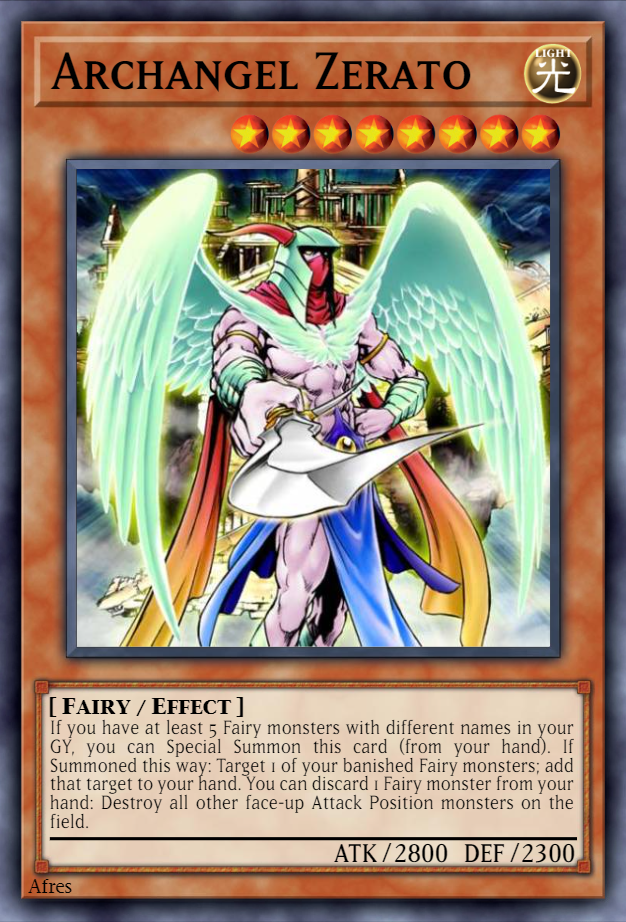 Archangel Zerato
LIGHT
光
[ Fairy / Effect ]
If you have at least 5 Fairy monsters with different names in your
GY, you can Special Summon this card (from your hand). If
Summoned this way: Target 1 of your banished Fairy monsters; add
that target to your hand. You can discard 1 Fairy monster from your
hand: Destroy all other face-up Attack Position monsters on the
field.
ATK/2800 DEF/2300
Afres